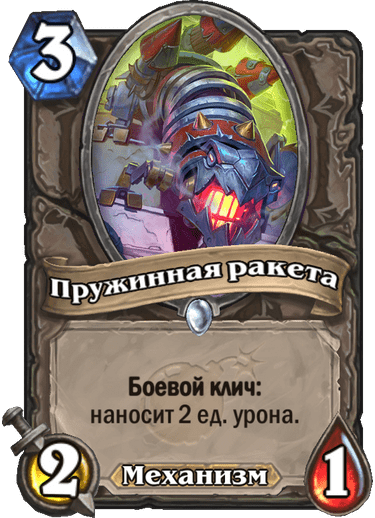 3
Пружинная ракета
Боевой клич:
наносит 2 ед. урона.
2
Механизм
1